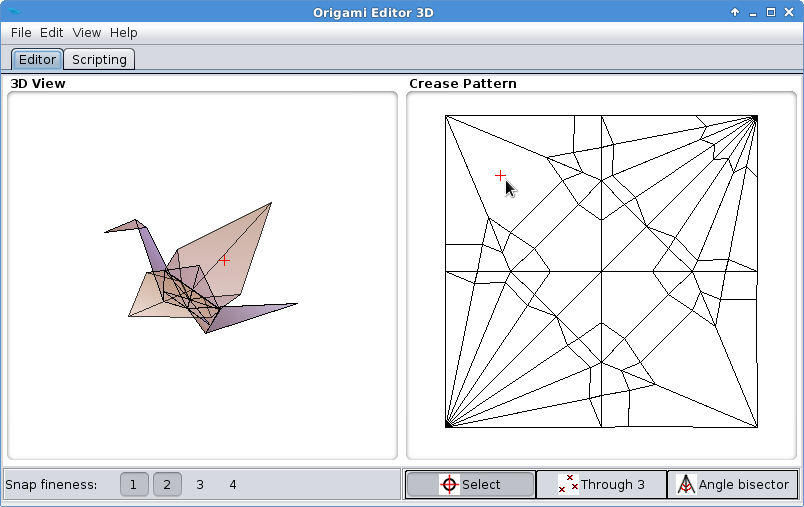 Origami Editor 3D
File Edit View Help
Editor Scripting
3D View Crease Pattern
Snap fineness: 1 2 3 4 Select Through 3 Angle bisector